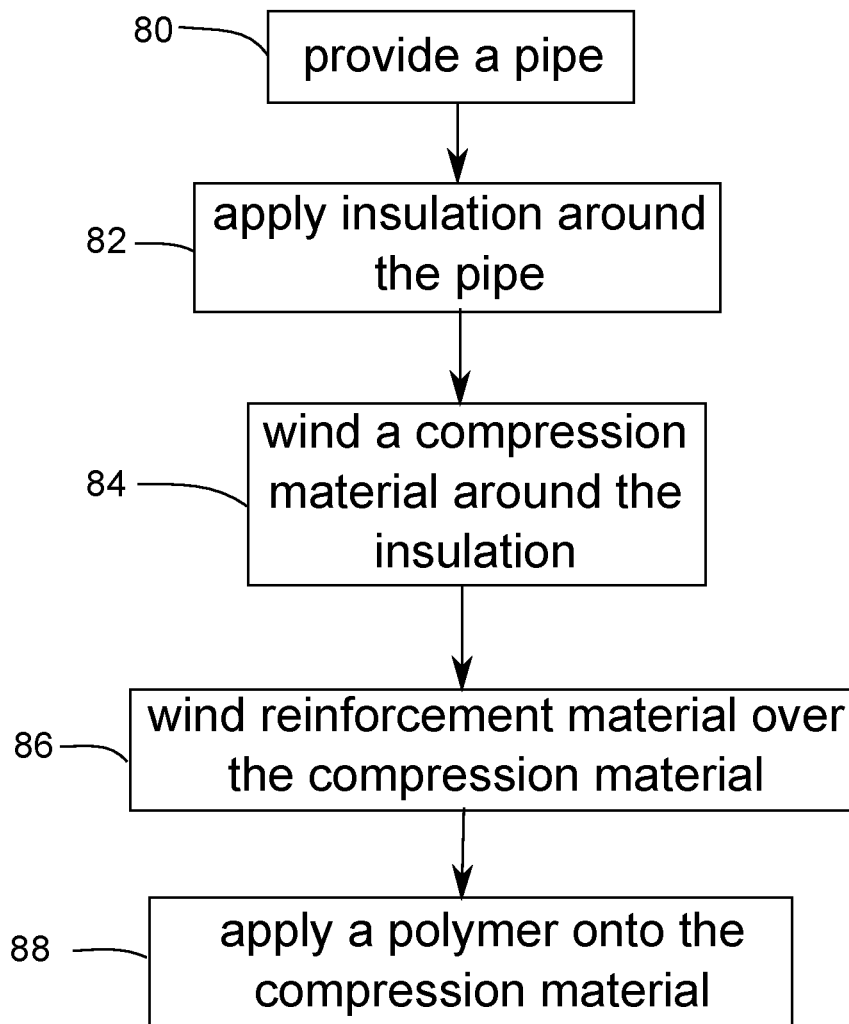 80
provide a pipe
82
apply insulation around
the pipe
84
wind a compression
material around the
insulation
86
wind reinforcement material over
the compression material
88
apply a polymer onto the
compression material